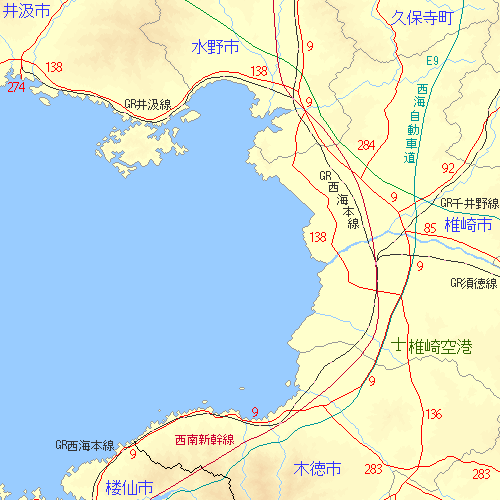 井汲市
久保寺町
水野市
9
E9
138
138
274
GR井汲線
9
西海自動車道
284
92
GR西海本線
9
GR千井野線
椎崎市
85
138
9
GR須徳線
椎崎空港
9
136
9
西南新幹線
GR西海本線
9
木徳市
283
283
楼仙市